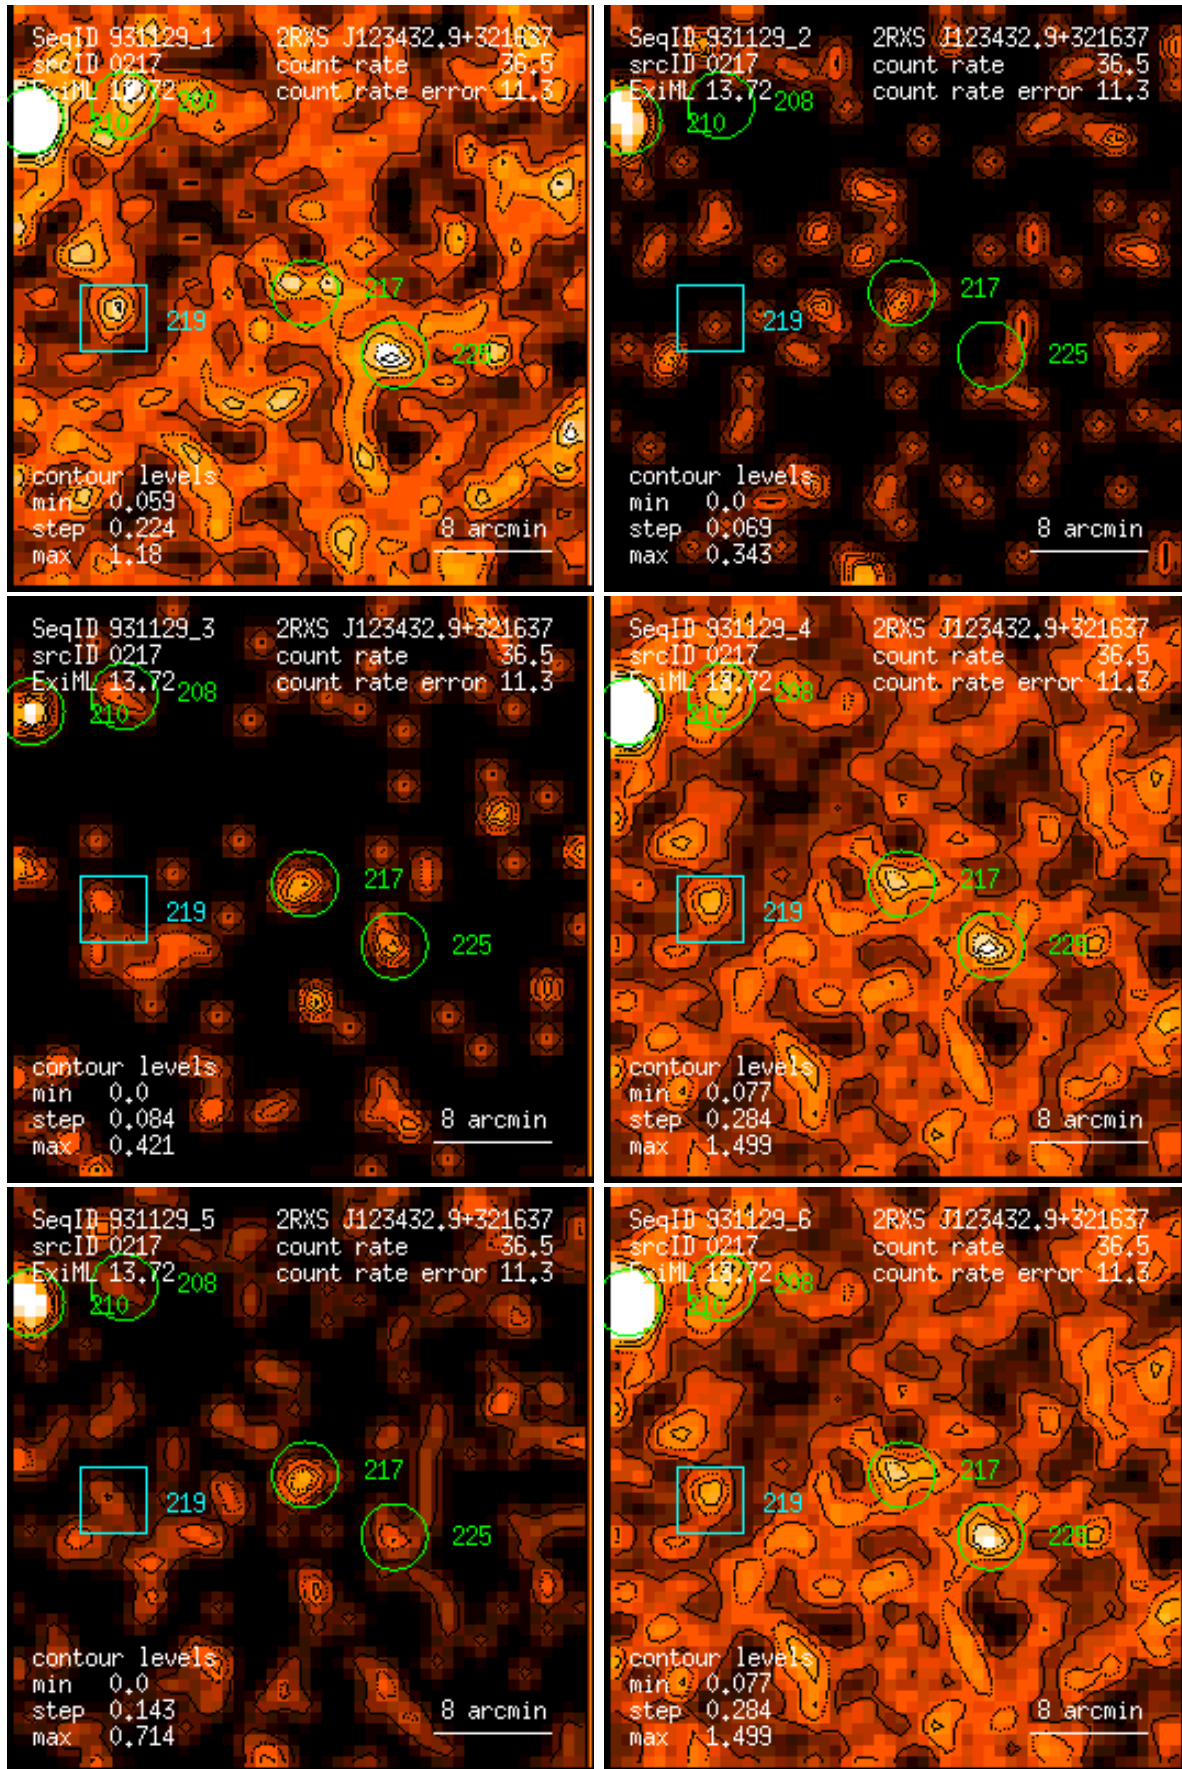 SeqID 931129_1 2RXS J123432.9+321637
srcID 0217 count rate 36.5
ExiML 13.72 count rate error 11.3
208
210
217
219
225
contour levels
min 0.059
step 0.224
max 1.18
8 arcmin
SeqID 931129_2 2RXS J123432.9+321637
srcID 0217 count rate 36.5
ExiML 13.72 count rate error 11.3
208
210
217
219
225
contour levels
min 0.0
step 0.069
max 0.343
8 arcmin
SeqID 931129_3 2RXS J123432.9+321637
srcID 0217 count rate 36.5
ExiML 13.72 count rate error 11.3
208
210
217
219
225
contour levels
min 0.0
step 0.084
max 0.421
8 arcmin
SeqID 931129_4 2RXS J123432.9+321637
srcID 0217 count rate 36.5
ExiML 13.72 count rate error 11.3
208
210
217
219
225
contour levels
min 0.077
step 0.284
max 1.499
8 arcmin
SeqID 931129_5 2RXS J123432.9+321637
srcID 0217 count rate 36.5
ExiML 13.72 count rate error 11.3
208
210
217
219
225
contour levels
min 0.0
step 0.143
max 0.714
8 arcmin
SeqID 931129_6 2RXS J123432.9+321637
srcID 0217 count rate 36.5
ExiML 13.72 count rate error 11.3
208
210
217
219
225
contour levels
min 0.077
step 0.284
max 1.499
8 arcmin